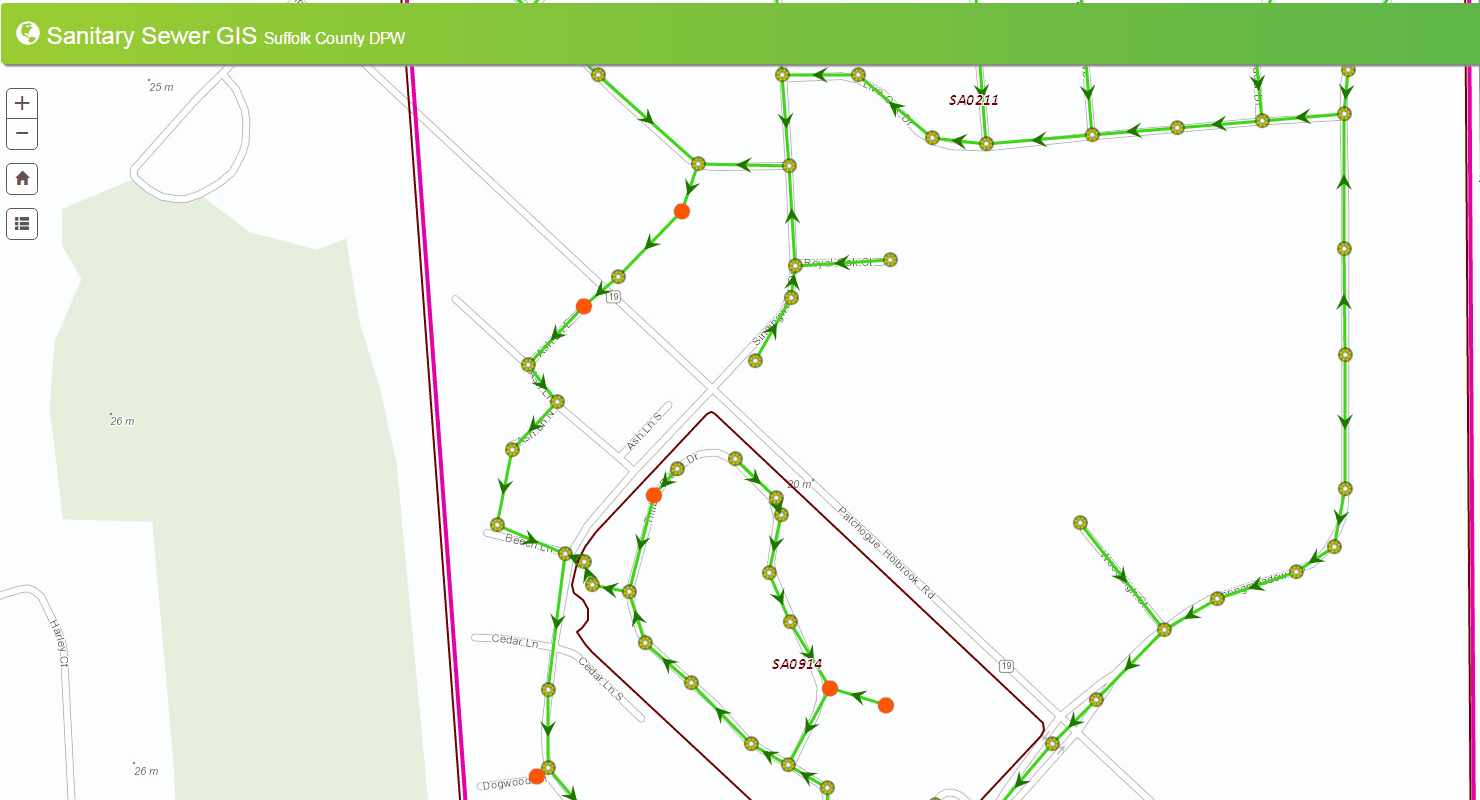 Sanitary Sewer GIS Suffolk County DPW
25 m
SA0211
Royal Oak Ct
19
Ash Ln S
Dr
20 m
26 m
Patchogue_Holbrook_Rd
Beech Ln
Cedar Ln
Cedar Ln S
Harley Ct
SA0914
19
26 m
Dogwood